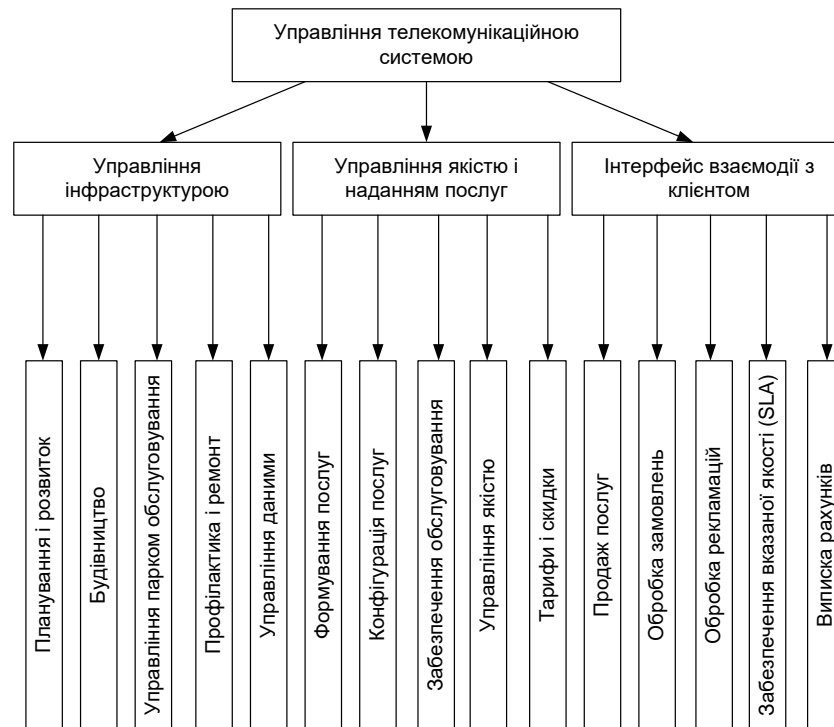 Управління телекомунікаційною
системою
Управління
інфраструктурою
Управління якістю і
наданням послуг
Інтерфейс взаємодії з
клієнтом
Планування і розвиток
Будівництво
Управління парком обслуговування
Профілактика і ремонт
Управління даними
Формування послуг
Конфігурація послуг
Забезпечення обслуговування
Управління якістю
Тарифи і скидки
Продаж послуг
Обробка замовлень
Обробка рекламацій
Забезпечення вказаної якості (SLA)
Виписка рахунків